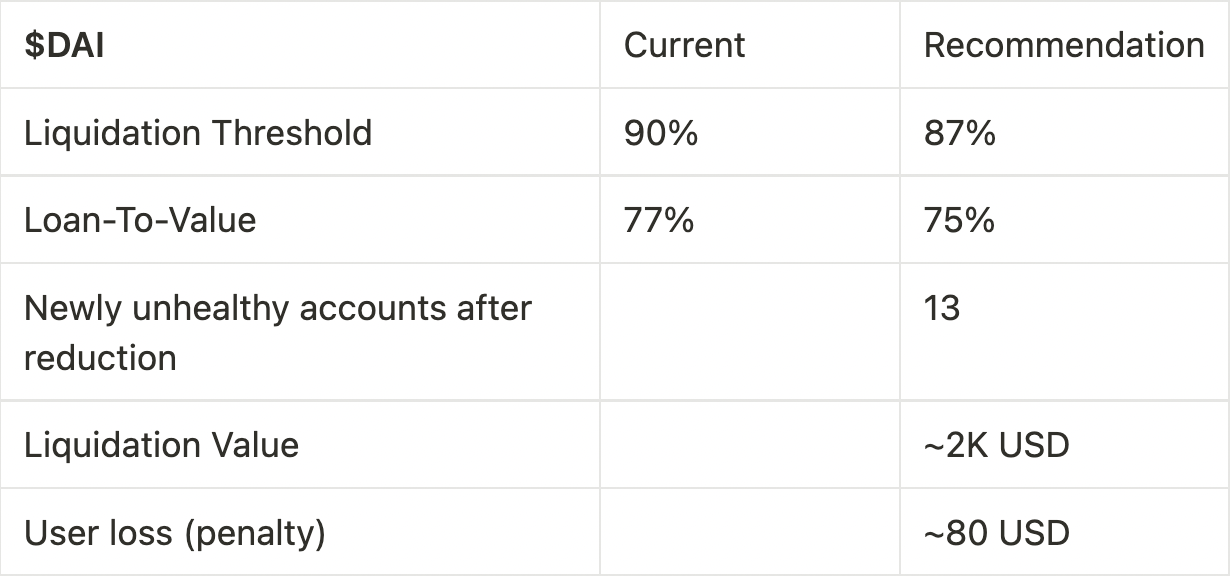 $DAI Current Recommendation
Liquidation Threshold 90% 87%
Loan-To-Value 77% 75%
Newly unhealthy accounts after 13
reduction
Liquidation Value ~2K USD
User loss (penalty) ~80 USD